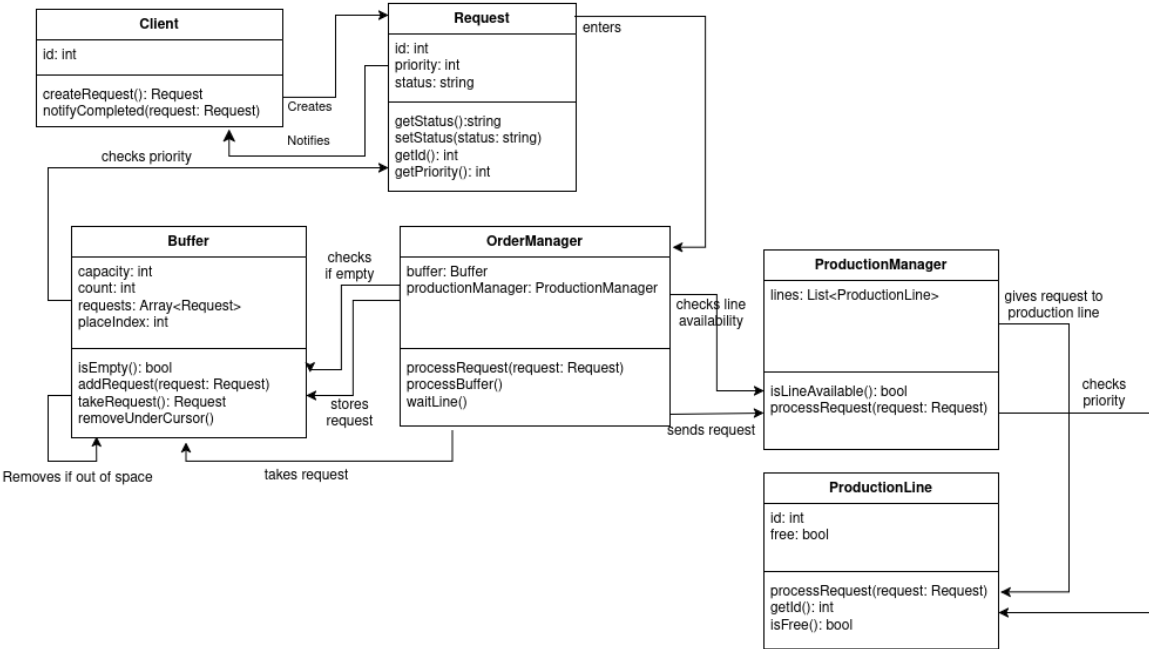 Client
id: int
createRequest(): Request
notifyCompleted(request: Request)
Creates
Notifies
Request
id: int
priority: int
status: string
getStatus():string
setStatus(status: string)
getId(): int
getPriority(): int
enters
checks priority
Buffer
capacity: int
count: int
requests: Array<Request>
placeIndex: int
isEmpty(): bool
addRequest(request: Request)
takeRequest(): Request
removeUnderCursor()
Removes if out of space
checks
if empty
stores
request
takes request
OrderManager
buffer: Buffer
productionManager: ProductionManager
processRequest(request: Request)
processBuffer()
waitLine()
checks line
availability
sends request
ProductionManager
lines: List<ProductionLine>
isLineAvailable(): bool
processRequest(request: Request)
gives request to
production line
checks
priority
ProductionLine
id: int
free: bool
processRequest(request: Request)
getId(): int
isFree(): bool